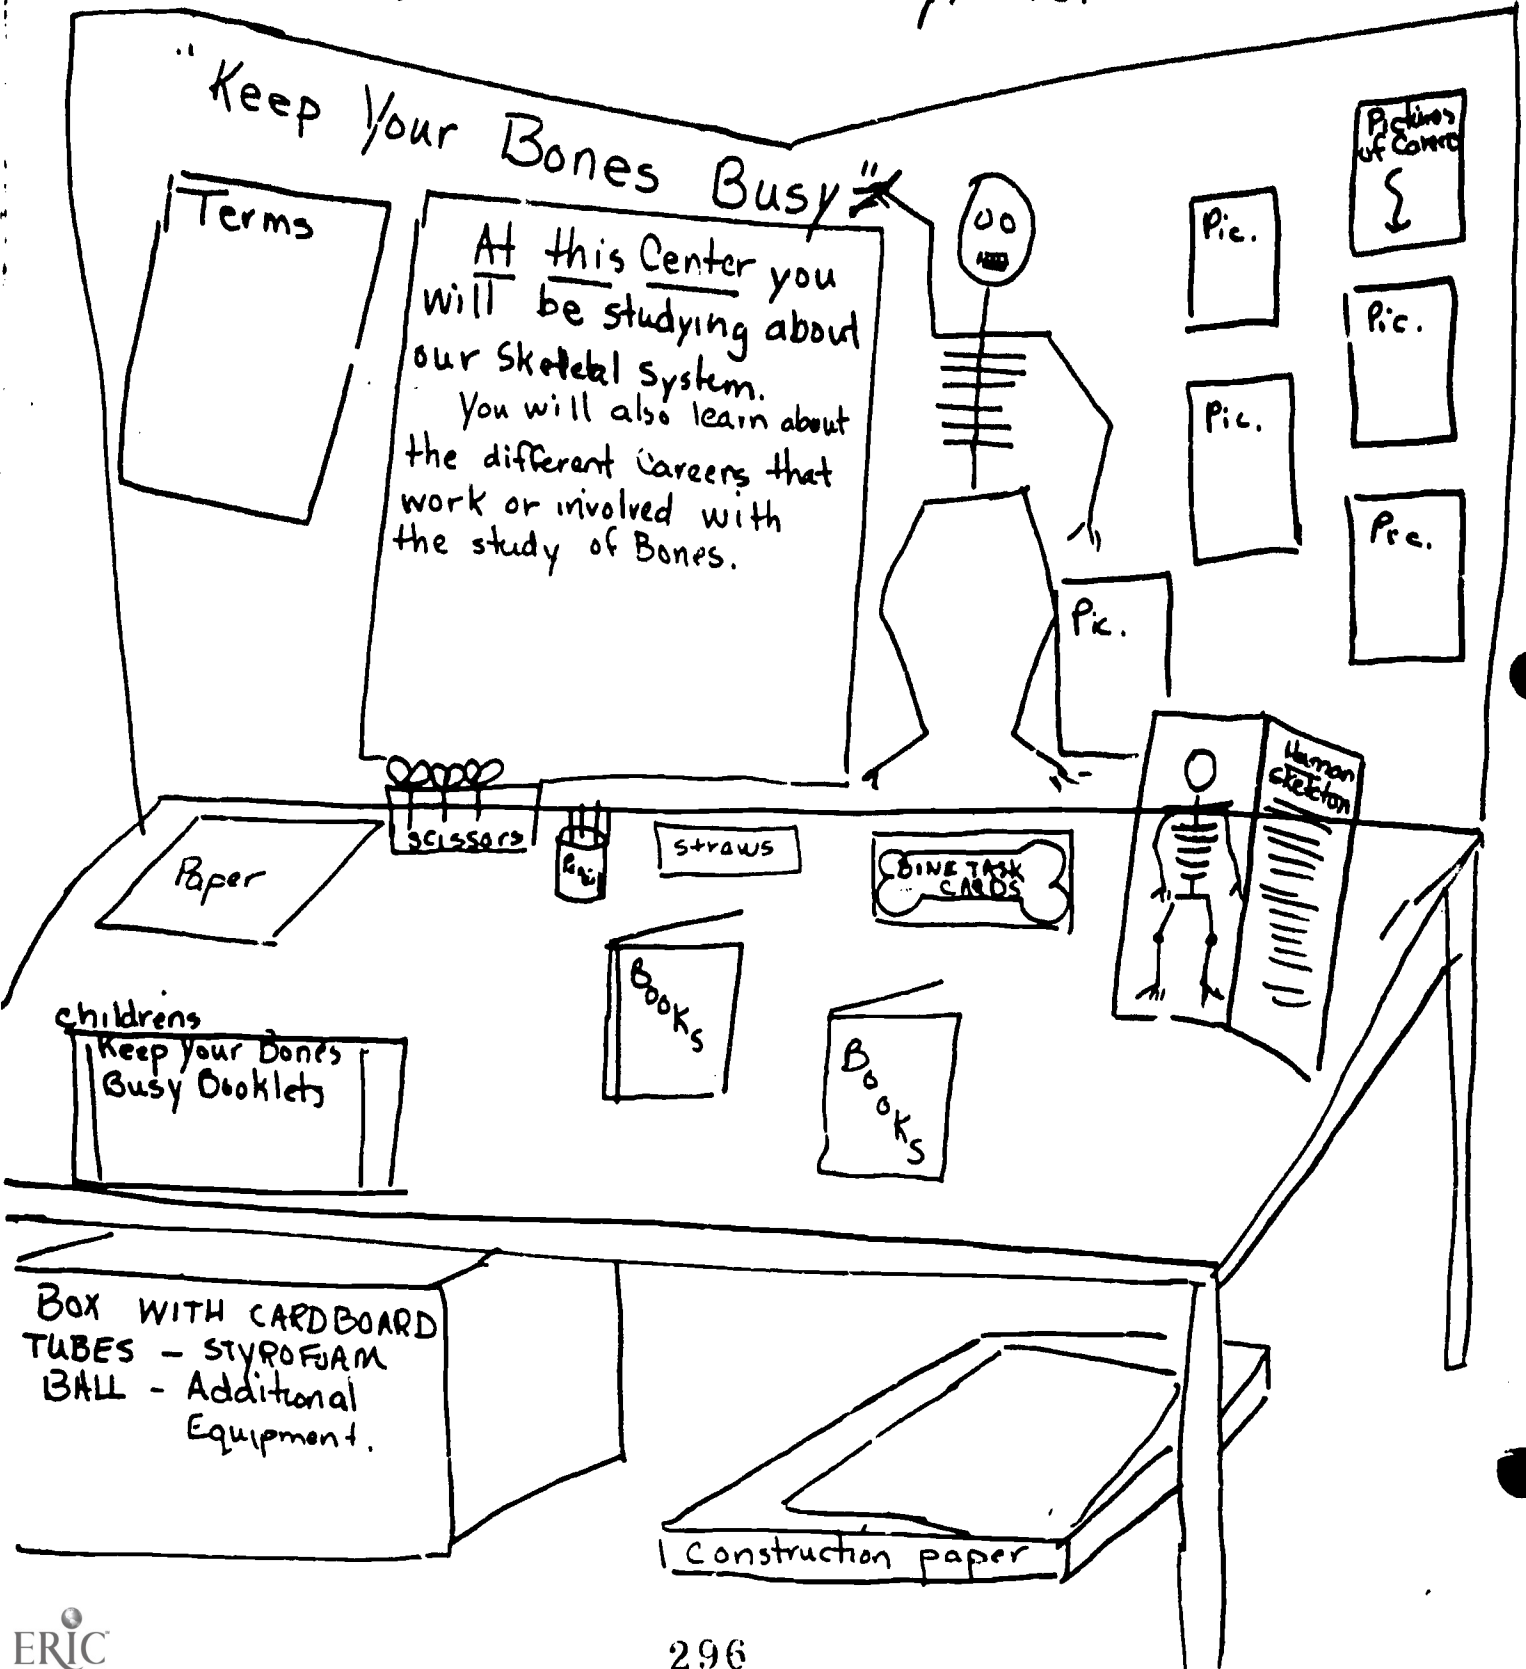 "Keep Your Bones Busy"
Terms
At this Center you
will be studying about
our Skeletal System.
You will also learn about
the different Careers that
work or involved with
the study of Bones.
Pictures
of Careers
Pic.
Pic.
Pic.
Pic.
Pic.
Human
Skeleton
scissors
straws
BONE TASK
CARDS
Paper
Books
Books
childrens
Keep Your Bones
Busy Booklets
BOX WITH CARDBOARD
TUBES - STYROFOAM
BALL - Additional
Equipment.
Construction paper
ERIC
296